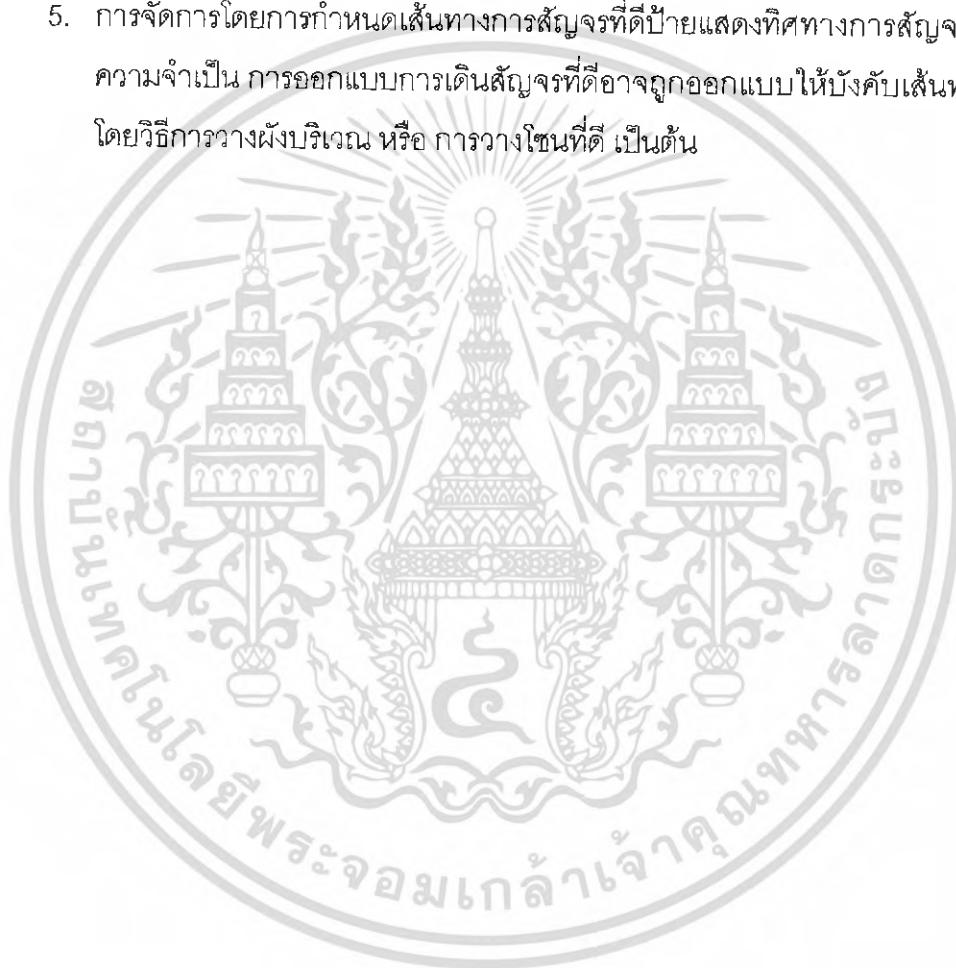 5. การจัดการโดยการกำหนดเส้นทางการสัญจรที่ดีป้ายแสดงทิศทางการสัญจ
ความจำเป็น การออกแบบการเดินสัญจรที่ดีอาจถูกออกแบบให้บังคับเส้น
โดยวิธีการวางผังบริเวณ หรือ การวางโซนที่ดี เป็นต้น
สถาบันเทคโนโลยีพระจอมเกล้าเจ้าคุณทหารลาดกระบัง
๔